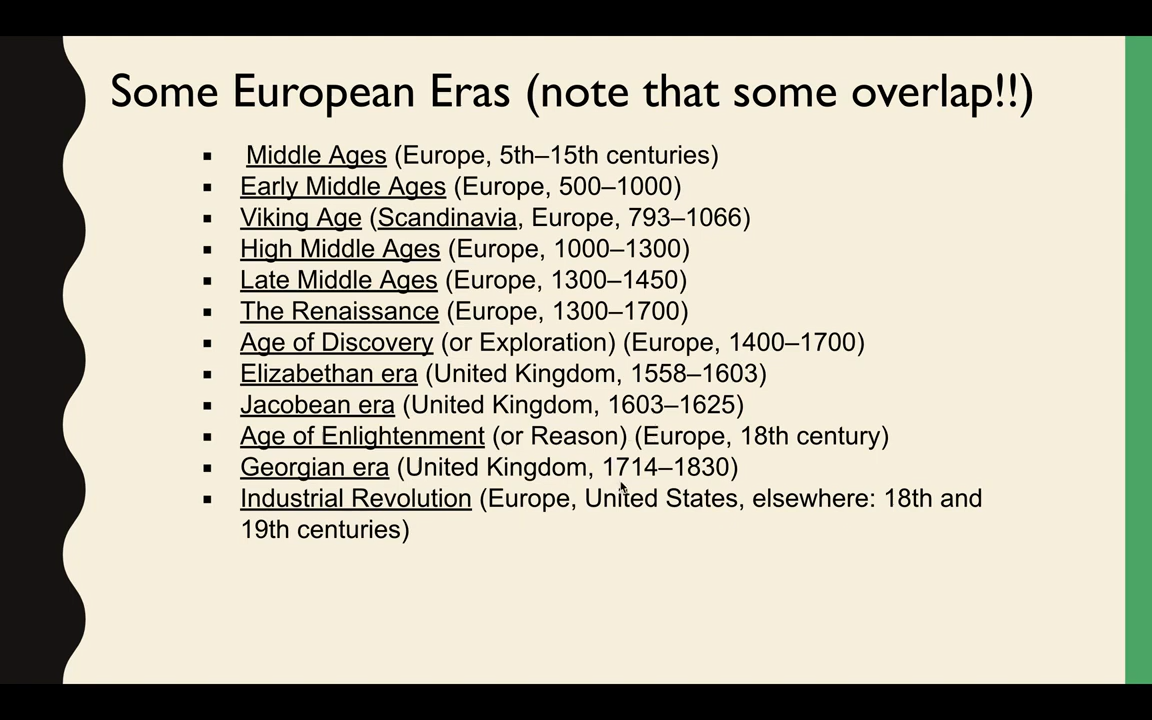 Some European Eras (note that some overlap!!)
▪ Middle Ages (Europe, 5th–15th centuries)
▪ Early Middle Ages (Europe, 500–1000)
▪ Viking Age (Scandinavia, Europe, 793–1066)
▪ High Middle Ages (Europe, 1000–1300)
▪ Late Middle Ages (Europe, 1300–1450)
▪ The Renaissance (Europe, 1300–1700)
▪ Age of Discovery (or Exploration) (Europe, 1400–1700)
▪ Elizabethan era (United Kingdom, 1558–1603)
▪ Jacobean era (United Kingdom, 1603–1625)
▪ Age of Enlightenment (or Reason) (Europe, 18th century)
▪ Georgian era (United Kingdom, 1714–1830)
▪ Industrial Revolution (Europe, United States, elsewhere: 18th and
19th centuries)